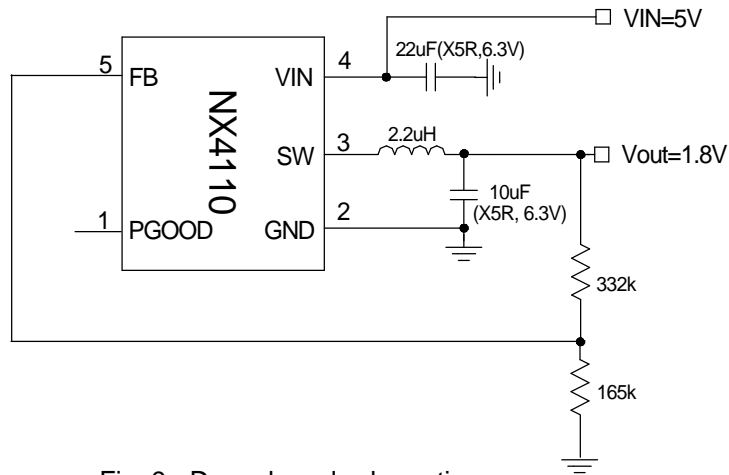 VIN=5V
22uF(X5R,6.3V)
5
FB
VIN
4
NX4110
2.2uH
SW
3
Vout=1.8V
10uF
(X5R, 6.3V)
1
PGOOD
GND
2
332k
165k